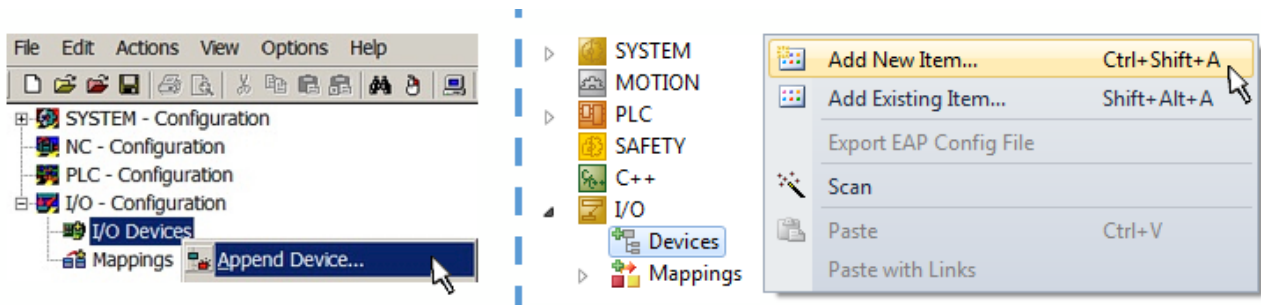 File Edit Actions View Options Help
SYSTEM - Configuration
NC - Configuration
PLC - Configuration
I/O - Configuration
I/O Devices
Mappings
Append Device...
SYSTEM
MOTION
PLC
SAFETY
C++
I/O
Devices
Mappings
Add New Item... Ctrl+Shift+A
Add Existing Item... Shift+Alt+A
Export EAP Config File
Scan
Paste Ctrl+V
Paste with Links